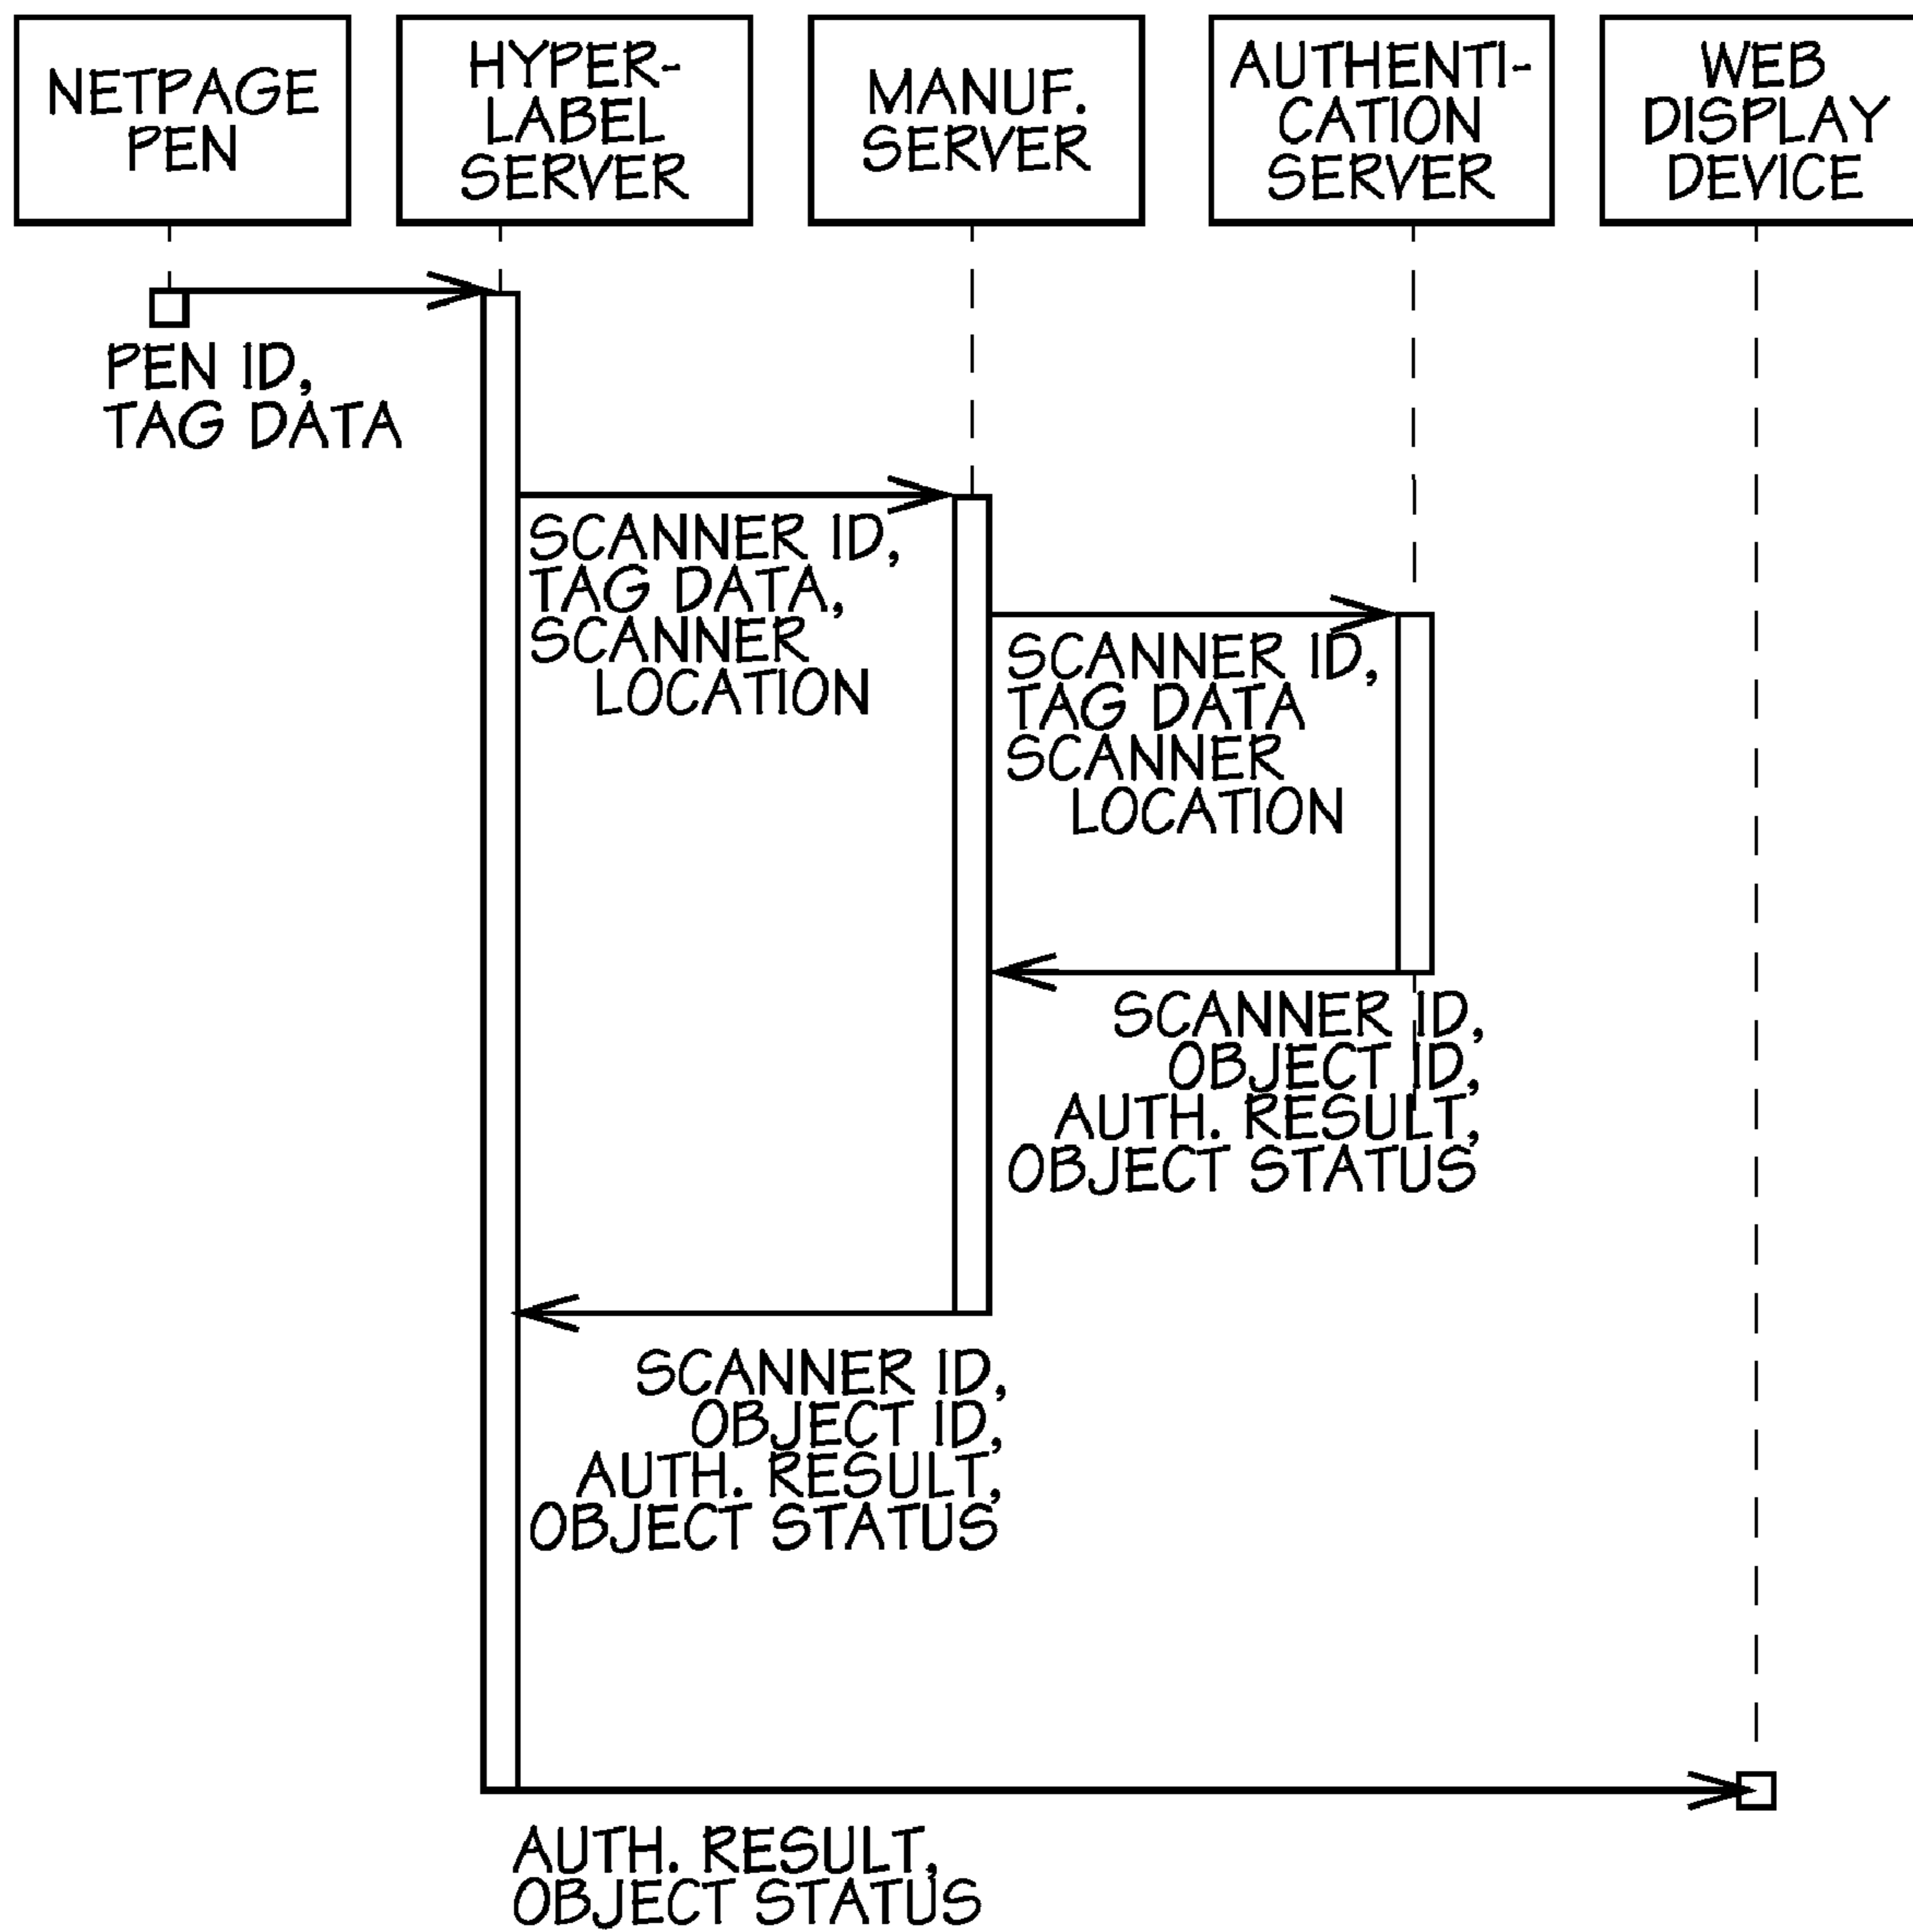 NETPAGE
PEN
HYPER-
LABEL
SERVER
MANUF.
SERVER
AUTHENTI-
CATION
SERVER
WEB
DISPLAY
DEVICE
PEN ID,
TAG DATA
SCANNER ID,
TAG DATA,
SCANNER
LOCATION
SCANNER ID,
TAG DATA
SCANNER
LOCATION
SCANNER ID,
OBJECT ID,
AUTH. RESULT,
OBJECT STATUS
SCANNER ID,
OBJECT ID,
AUTH. RESULT,
OBJECT STATUS
AUTH. RESULT,
OBJECT STATUS